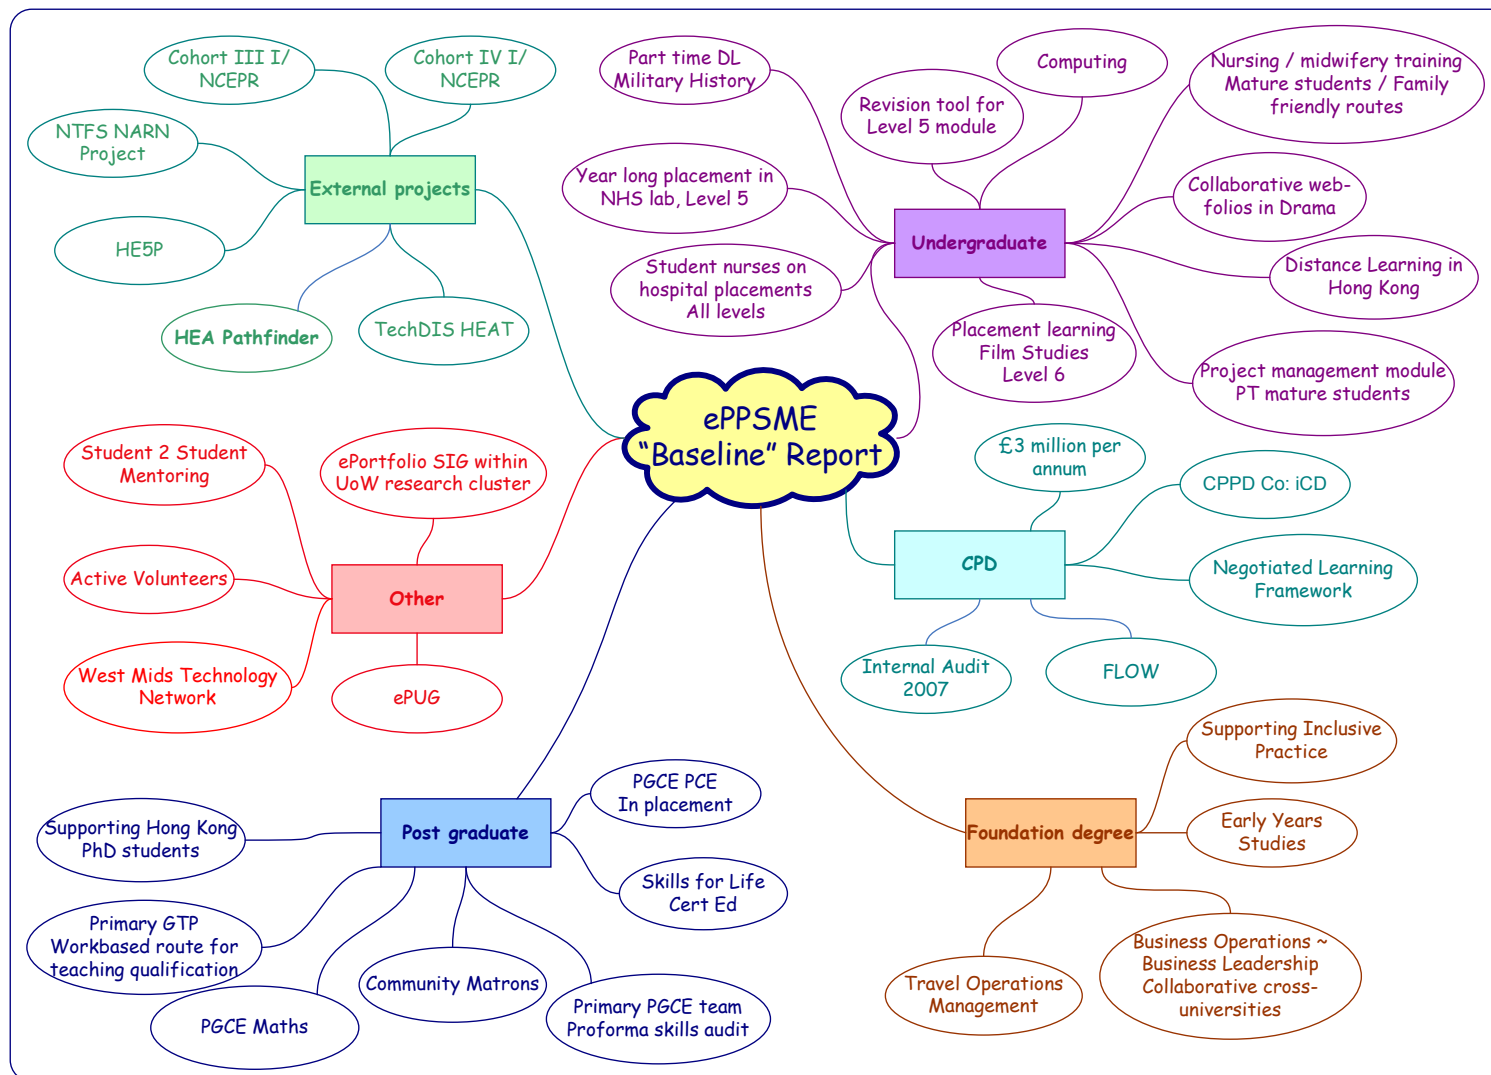 Cohort III I/
NCEPR
Cohort IV I/
NCEPR
NTFS NARN
Project
External projects
HE5P
HEA Pathfinder
TechDIS HEAT
Part time DL
Military History
Computing
Revision tool for
Level 5 module
Nursing / midwifery training
Mature students / Family
friendly routes
Year long placement in
NHS lab, Level 5
Collaborative web-
folios in Drama
Undergraduate
Student nurses on
hospital placements
All levels
Distance Learning in
Hong Kong
Placement learning
Film Studies
Level 6
Project management module
PT mature students
ePPSME
“Baseline” Report
Student 2 Student
Mentoring
ePortfolio SIG within
UoW research cluster
Active Volunteers
Other
West Mids Technology
Network
ePUG
£3 million per
annum
CPPD Co: iCD
CPD
Negotiated Learning
Framework
Internal Audit
2007
FLOW
PGCE PCE
In placement
Supporting Hong Kong
PhD students
Post graduate
Skills for Life
Cert Ed
Primary GTP
Workbased route for
teaching qualification
PGCE Maths
Community Matrons
Primary PGCE team
Proforma skills audit
Supporting Inclusive
Practice
Foundation degree
Early Years
Studies
Travel Operations
Management
Business Operations ~
Business Leadership
Collaborative cross-
universities